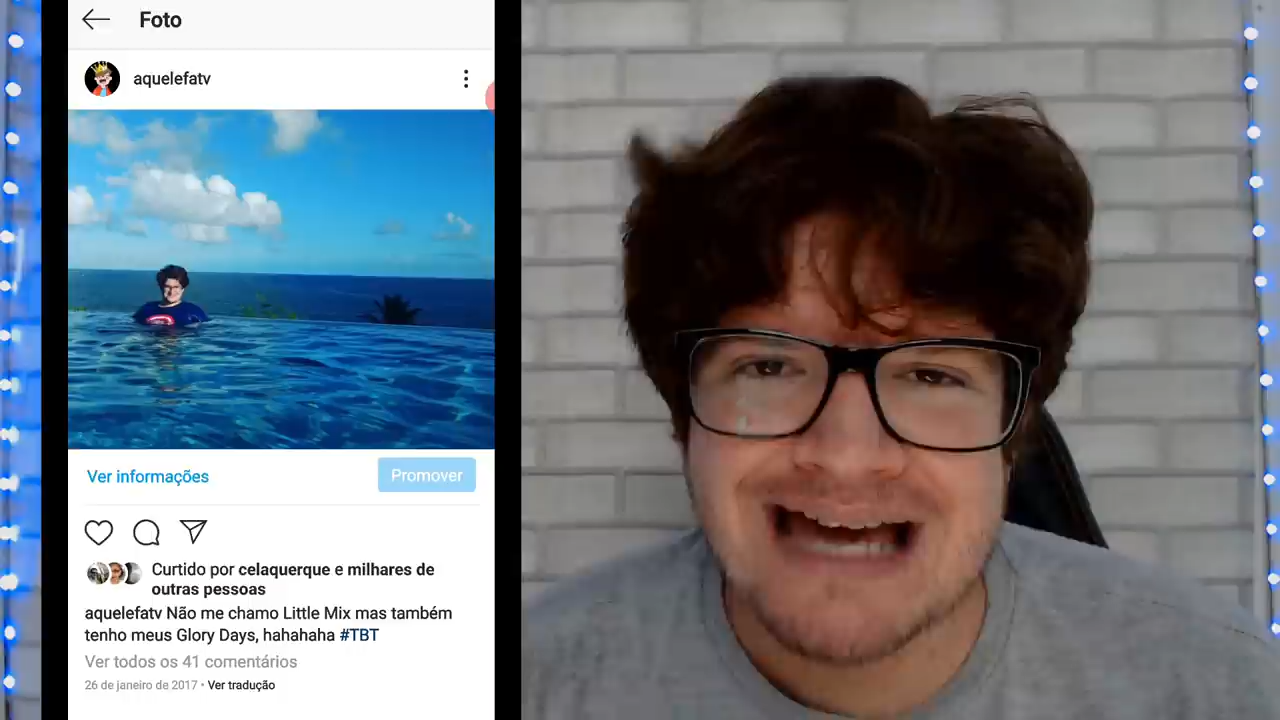 Foto
aquelefatv
Ver informações
Promover
Curtido por celaquerque e milhares de
outras pessoas
aquelefatv Não me chamo Little Mix mas também
tenho meus Glory Days, hahahaha #TBT
Ver todos os 41 comentários
26 de janeiro de 2017 • Ver tradução